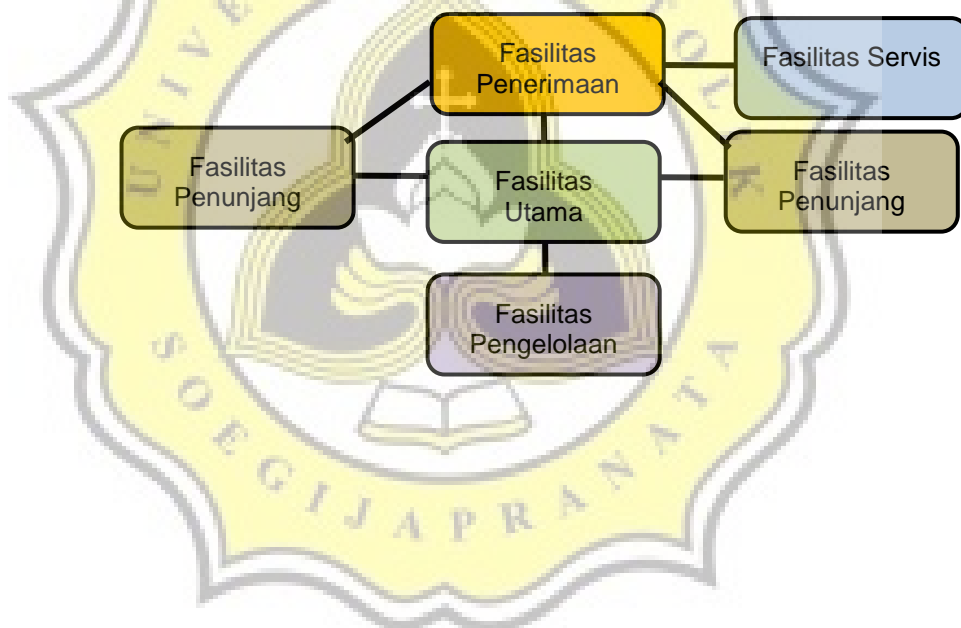 Fasilitas
Penerimaan
Fasilitas Servis
Fasilitas
Penunjang
Fasilitas
Utama
Fasilitas
Penunjang
Fasilitas
Pengelolaan
SOEGIJAPRANATA